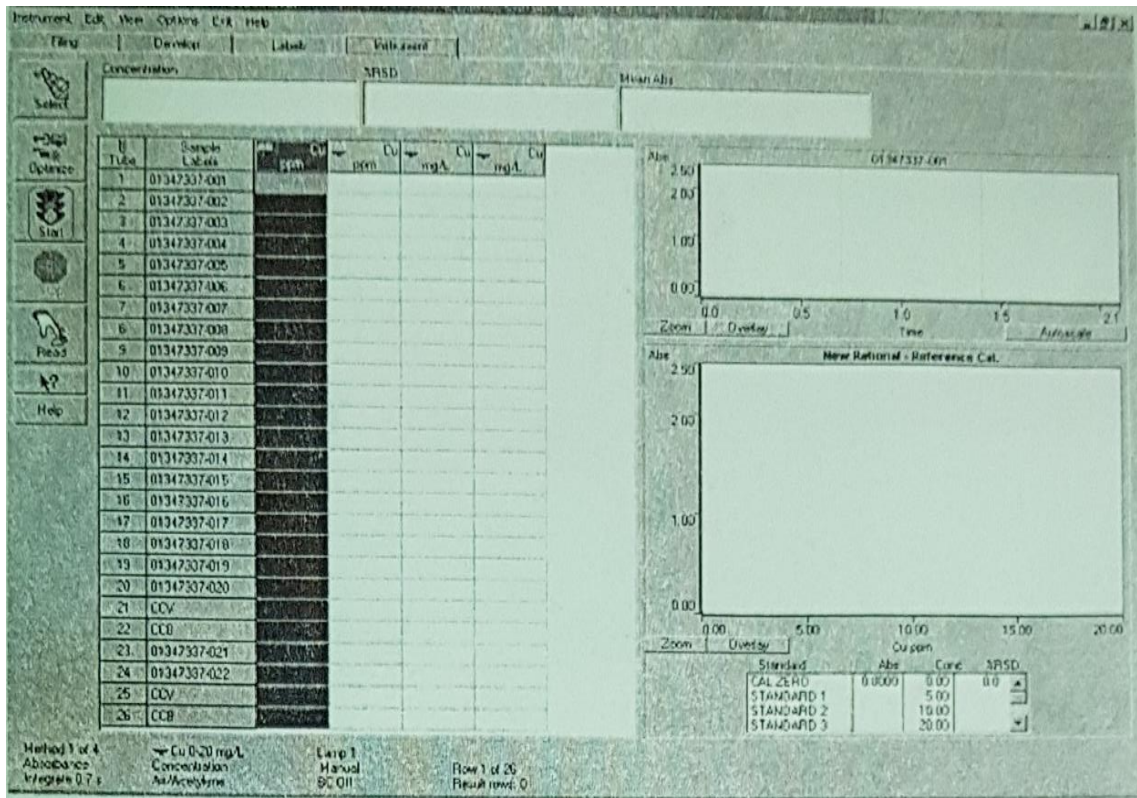 Instrument Edit View Options Exit Help
Filing Develop Labels Instrument
Concentration %RSD Mean Abs
Select
Optimize
Start
Read
Help
Tube Sample Labels Cu ppm Cu ppm Cu mg/L Cu mg/L
1 01347337-001
2 01347337-002
3 01347337-003
4 01347337-004
5 01347337-005
6 01347337-006
7 01347337-007
8 01347337-008
9 01347337-009
10 01347337-010
11 01347337-011
12 01347337-012
13 01347337-013
14 01347337-014
15 01347337-015
16 01347337-016
17 01347337-017
18 01347337-018
19 01347337-019
20 01347337-020
21 CCV
22 CCB
23 01347337-021
24 01347337-022
25 CCV
26 CCB
Abs 01347337-001
2.50
2.00
1.00
0.00
0.0 0.5 1.0 1.5 2.1
Zoom Overlay Time Autoscale
Abs New Rational - Reference Cal.
2.50
2.00
1.00
0.00
0.00 5.00 10.00 15.00 20.00
Zoom Overlay Cu ppm
Standard Abs Conc %RSD
CAL ZERO 0.0000 0.00 0.0
STANDARD 1 5.00
STANDARD 2 10.00
STANDARD 3 20.00
Method 1 of 4 Cu 0-20 mg/L Lamp 1
Absorbance Concentration Manual Row 1 of 26
Integrate 0.7 s Air/Acetylene BC Off Result rows: 0